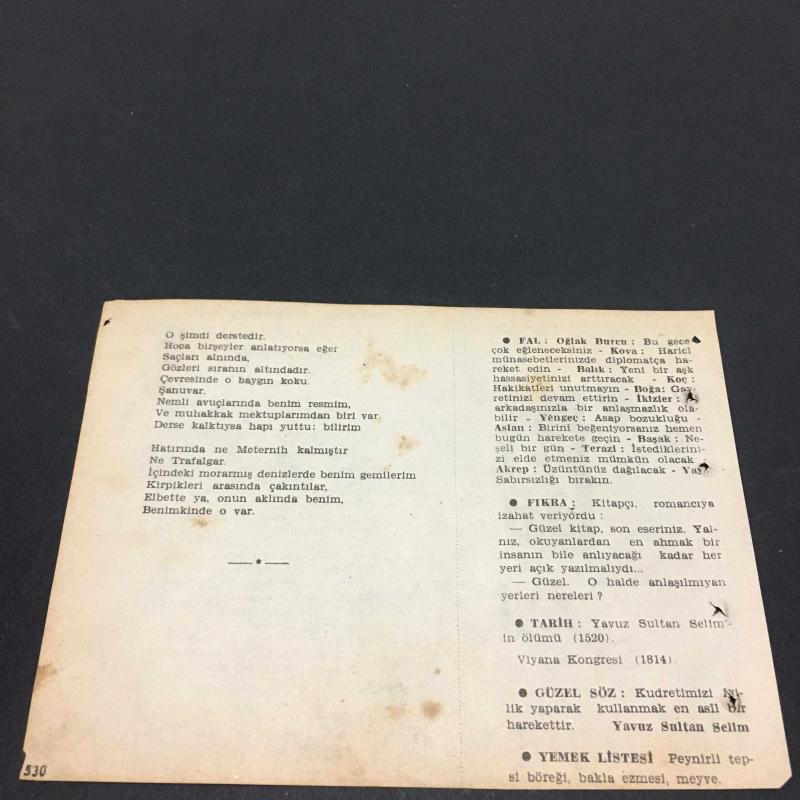 O şimdi derstedir.
Hoca birşeyler anlatıyorsa eğer
Saçları alnında,
Gözleri sıranın altındadır.
Çevresinde o baygın koku.
Şanuvar.
Nemli avuçlarında benim resmim,
Ve muhakkak mektuplarımdan biri var.
Derse kalktıysa hapı yuttu: bilirim
Hatırında ne Meternih kalmıştır
Ne Trafalgar.
İçindeki morarmış denizlerde benim gemilerim
Kirpikleri arasında çakıntılar,
Elbette ya, onun aklında benim,
Benimkinde o var.
530
● FAL : Oğlak Burcu : Bu gece
çok eğleneceksiniz - Kova : Harici
münasebetlerinizde diplomatça ha-
reket edin - Balık : Yeni bir aşk
hassasiyetinizi arttıracak - Koç :
Hakikatleri unutmayın - Boğa: Gay-
retinizi devam ettirin - İkizler :
arkadaşınızla bir anlaşmazlık ola-
bilir - Yengeç : Asap bozukluğu -
Aslan : Birini beğeniyorsanız hemen
bugün harekete geçin - Başak : Ne-
şeli bir gün - Terazi : İstediklerini-
zi elde etmeniz mümkün olacak -
Akrep : Üzüntünüz dağılacak - Yay
Sabırsızlığı bırakın.
● FIKRA : Kitapçı, romancıya
izahat veriyordu :
— Güzel kitap, son eseriniz. Yal-
nız, okuyanlardan en ahmak bir
insanın bile anlıyacağı kadar her
yeri açık yazılmalıydı...
— Güzel. O halde anlaşılmıyan
yerleri nereleri ?
● TARİH : Yavuz Sultan Selim'-
in ölümü (1520).
Viyana Kongresi (1814).
● GÜZEL SÖZ : Kudretimizi iyi-
lik yaparak kullanmak en asil bir
harekettir. Yavuz Sultan Selim
● YEMEK LİSTESİ Peynirli tep-
si böreği, bakla ezmesi, meyve.